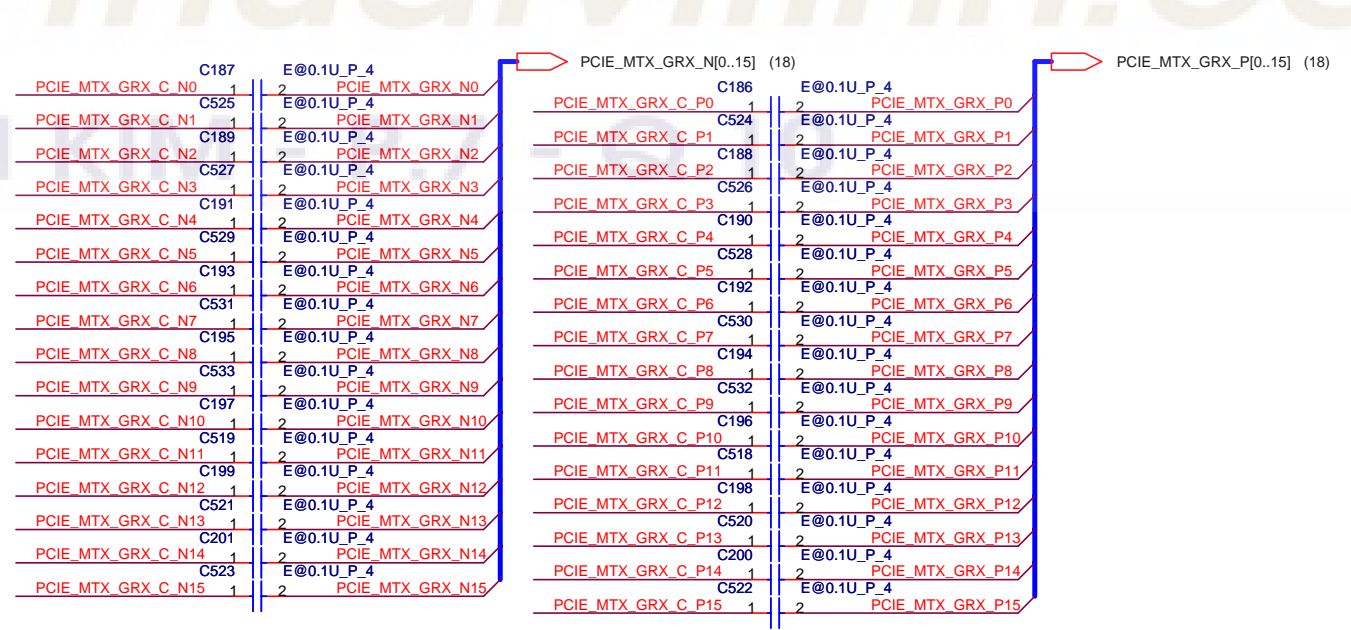 PCIE_MTX_GRX_N[0..15] (18)
C187 E@0.1U_P_4
PCIE_MTX_GRX_C_N0 1 2 PCIE_MTX_GRX_N0
C525 E@0.1U_P_4
PCIE_MTX_GRX_C_N1 1 2 PCIE_MTX_GRX_N1
C189 E@0.1U_P_4
PCIE_MTX_GRX_C_N2 1 2 PCIE_MTX_GRX_N2
C527 E@0.1U_P_4
PCIE_MTX_GRX_C_N3 1 2 PCIE_MTX_GRX_N3
C191 E@0.1U_P_4
PCIE_MTX_GRX_C_N4 1 2 PCIE_MTX_GRX_N4
C529 E@0.1U_P_4
PCIE_MTX_GRX_C_N5 1 2 PCIE_MTX_GRX_N5
C193 E@0.1U_P_4
PCIE_MTX_GRX_C_N6 1 2 PCIE_MTX_GRX_N6
C531 E@0.1U_P_4
PCIE_MTX_GRX_C_N7 1 2 PCIE_MTX_GRX_N7
C195 E@0.1U_P_4
PCIE_MTX_GRX_C_N8 1 2 PCIE_MTX_GRX_N8
C533 E@0.1U_P_4
PCIE_MTX_GRX_C_N9 1 2 PCIE_MTX_GRX_N9
C197 E@0.1U_P_4
PCIE_MTX_GRX_C_N10 1 2 PCIE_MTX_GRX_N10
C519 E@0.1U_P_4
PCIE_MTX_GRX_C_N11 1 2 PCIE_MTX_GRX_N11
C199 E@0.1U_P_4
PCIE_MTX_GRX_C_N12 1 2 PCIE_MTX_GRX_N12
C521 E@0.1U_P_4
PCIE_MTX_GRX_C_N13 1 2 PCIE_MTX_GRX_N13
C201 E@0.1U_P_4
PCIE_MTX_GRX_C_N14 1 2 PCIE_MTX_GRX_N14
C523 E@0.1U_P_4
PCIE_MTX_GRX_C_N15 1 2 PCIE_MTX_GRX_N15
PCIE_MTX_GRX_P[0..15] (18)
C186 E@0.1U_P_4
PCIE_MTX_GRX_C_P0 1 2 PCIE_MTX_GRX_P0
C524 E@0.1U_P_4
PCIE_MTX_GRX_C_P1 1 2 PCIE_MTX_GRX_P1
C188 E@0.1U_P_4
PCIE_MTX_GRX_C_P2 1 2 PCIE_MTX_GRX_P2
C526 E@0.1U_P_4
PCIE_MTX_GRX_C_P3 1 2 PCIE_MTX_GRX_P3
C190 E@0.1U_P_4
PCIE_MTX_GRX_C_P4 1 2 PCIE_MTX_GRX_P4
C528 E@0.1U_P_4
PCIE_MTX_GRX_C_P5 1 2 PCIE_MTX_GRX_P5
C192 E@0.1U_P_4
PCIE_MTX_GRX_C_P6 1 2 PCIE_MTX_GRX_P6
C530 E@0.1U_P_4
PCIE_MTX_GRX_C_P7 1 2 PCIE_MTX_GRX_P7
C194 E@0.1U_P_4
PCIE_MTX_GRX_C_P8 1 2 PCIE_MTX_GRX_P8
C532 E@0.1U_P_4
PCIE_MTX_GRX_C_P9 1 2 PCIE_MTX_GRX_P9
C196 E@0.1U_P_4
PCIE_MTX_GRX_C_P10 1 2 PCIE_MTX_GRX_P10
C518 E@0.1U_P_4
PCIE_MTX_GRX_C_P11 1 2 PCIE_MTX_GRX_P11
C198 E@0.1U_P_4
PCIE_MTX_GRX_C_P12 1 2 PCIE_MTX_GRX_P12
C520 E@0.1U_P_4
PCIE_MTX_GRX_C_P13 1 2 PCIE_MTX_GRX_P13
C200 E@0.1U_P_4
PCIE_MTX_GRX_C_P14 1 2 PCIE_MTX_GRX_P14
C522 E@0.1U_P_4
PCIE_MTX_GRX_C_P15 1 2 PCIE_MTX_GRX_P15
KIM - P.7 - Q 10